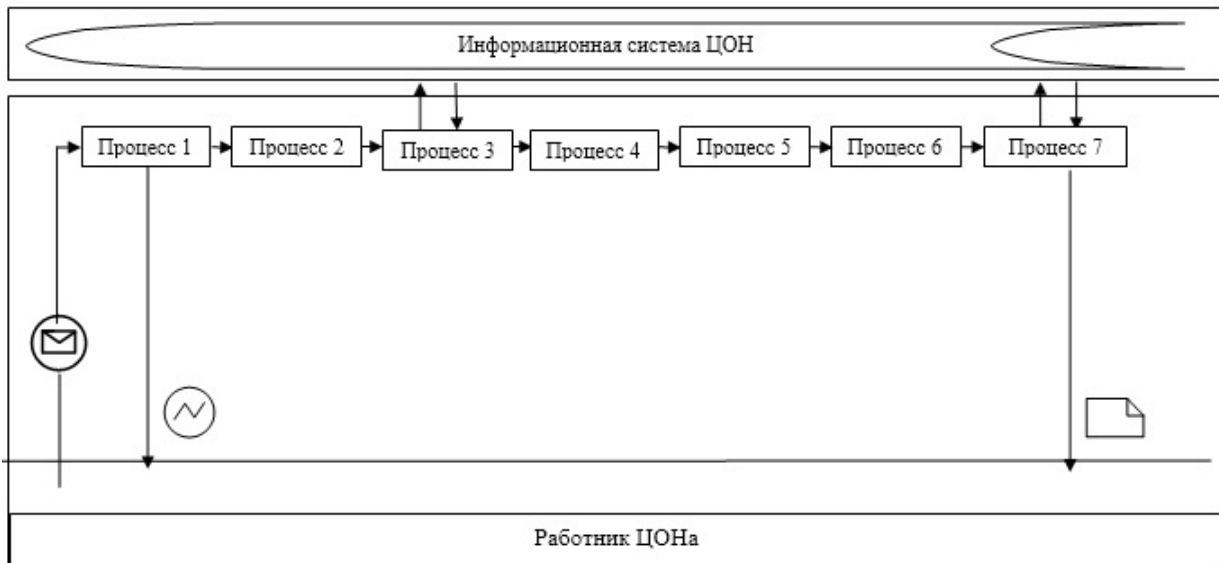 Информационная система ЦОН
Процесс 1
Процесс 2
Процесс 3
Процесс 4
Процесс 5
Процесс 6
Процесс 7
Работник ЦОНа